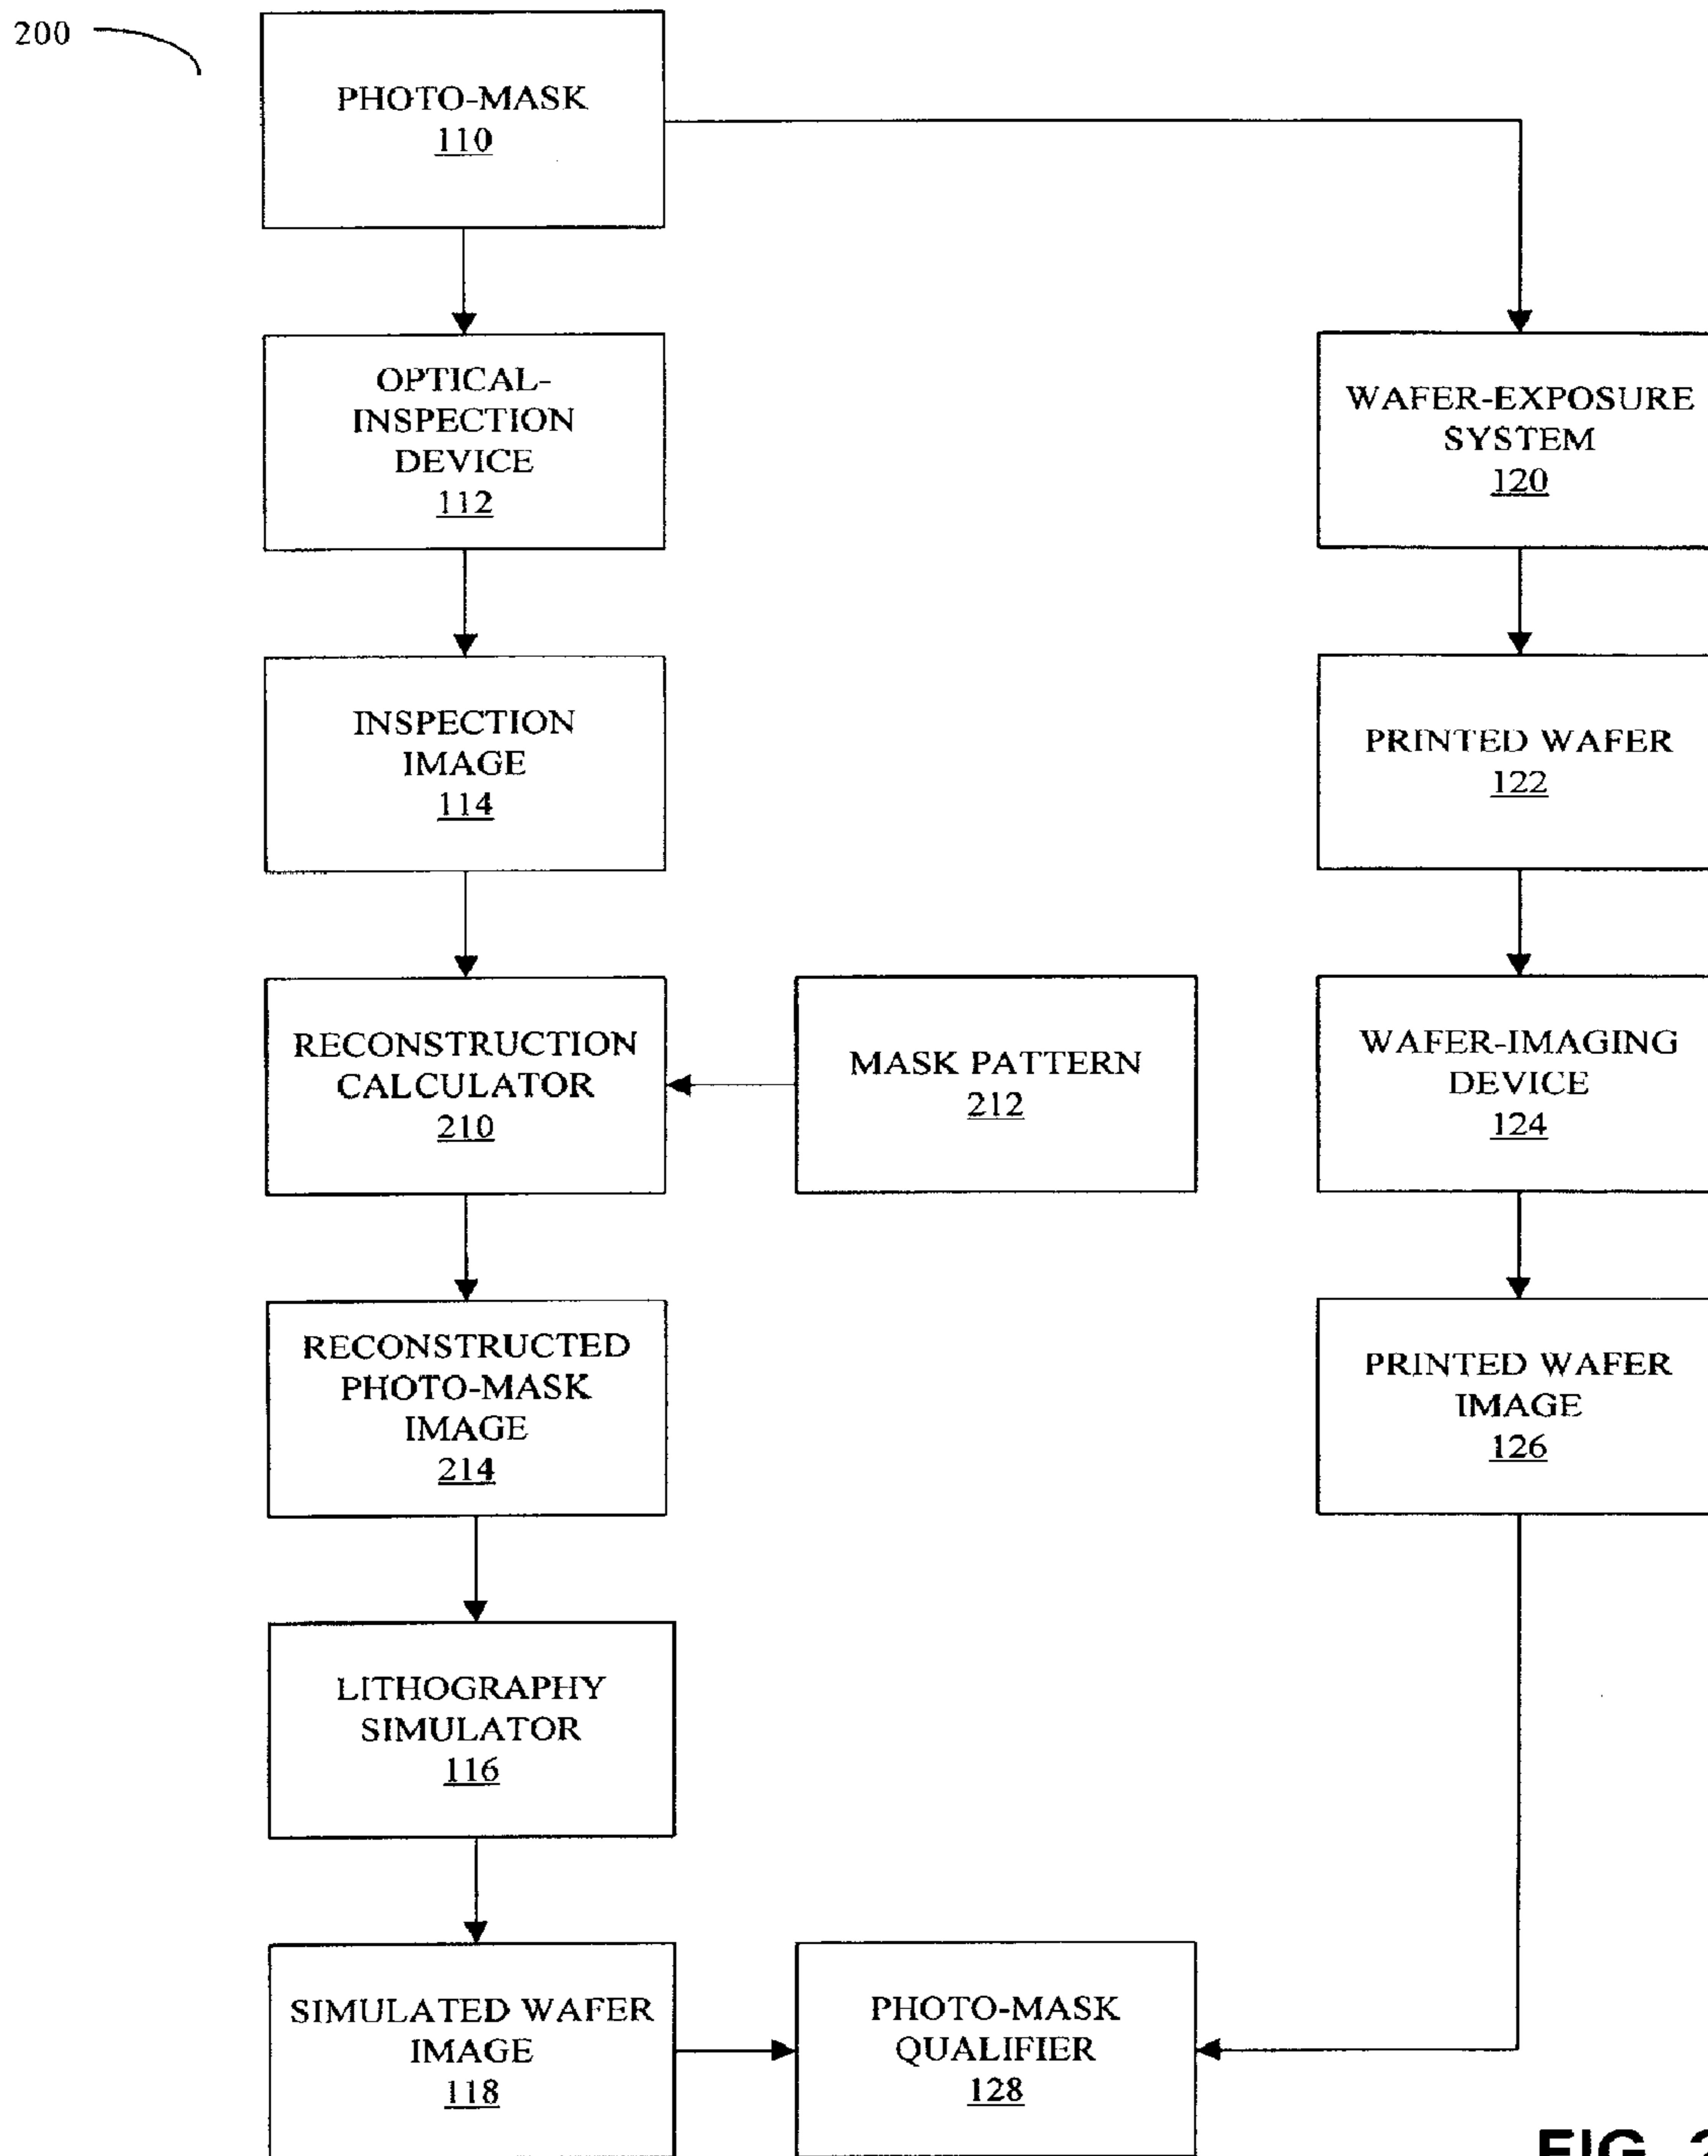 200
PHOTO-MASK
110
OPTICAL-
INSPECTION
DEVICE
112
WAFER-EXPOSURE
SYSTEM
120
INSPECTION
IMAGE
114
PRINTED WAFER
122
RECONSTRUCTION
CALCULATOR
210
MASK PATTERN
212
WAFER-IMAGING
DEVICE
124
RECONSTRUCTED
PHOTO-MASK
IMAGE
214
PRINTED WAFER
IMAGE
126
LITHOGRAPHY
SIMULATOR
116
SIMULATED WAFER
IMAGE
118
PHOTO-MASK
QUALIFIER
128
FIG.